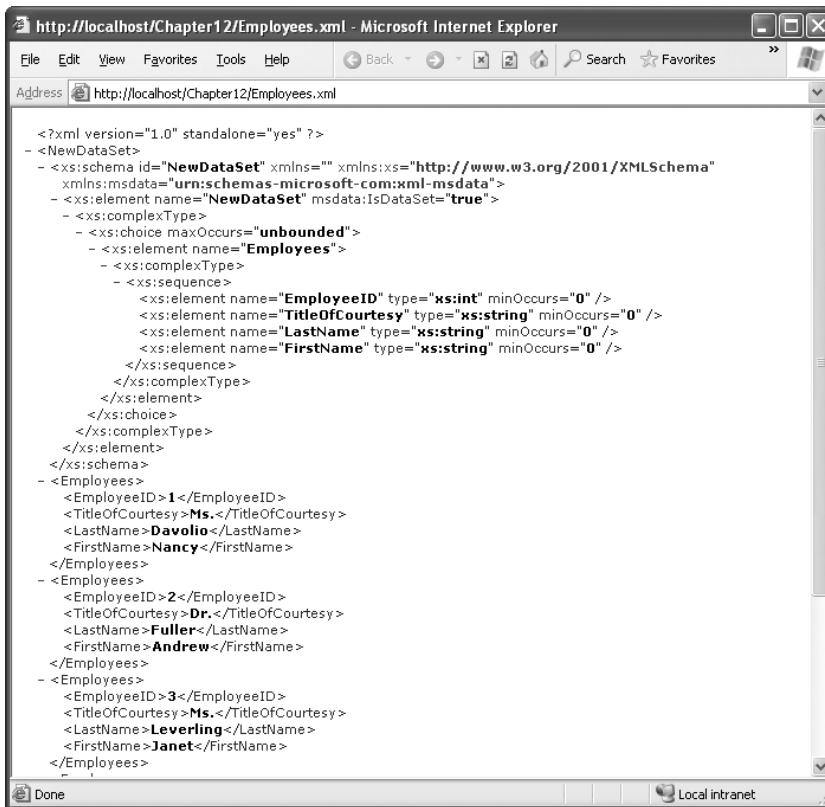 http://localhost/Chapter12/Employees.xml - Microsoft Internet Explorer
File Edit View Favorites Tools Help Back Search Favorites »
Address http://localhost/Chapter12/Employees.xml
<?xml version="1.0" standalone="yes" ?>
- <NewDataSet>
- <xs:schema id="NewDataSet" xmlns="" xmlns:xs="http://www.w3.org/2001/XMLSchema"
xmlns:msdata="urn:schemas-microsoft-com:xml-msdata">
- <xs:element name="NewDataSet" msdata:IsDataSet="true">
- <xs:complexType>
- <xs:choice maxOccurs="unbounded">
- <xs:element name="Employees">
- <xs:complexType>
- <xs:sequence>
<xs:element name="EmployeeID" type="xs:int" minOccurs="0" />
<xs:element name="TitleOfCourtesy" type="xs:string" minOccurs="0" />
<xs:element name="LastName" type="xs:string" minOccurs="0" />
<xs:element name="FirstName" type="xs:string" minOccurs="0" />
</xs:sequence>
</xs:complexType>
</xs:element>
</xs:choice>
</xs:complexType>
</xs:element>
</xs:schema>
- <Employees>
<EmployeeID>1</EmployeeID>
<TitleOfCourtesy>Ms.</TitleOfCourtesy>
<LastName>Davolio</LastName>
<FirstName>Nancy</FirstName>
</Employees>
- <Employees>
<EmployeeID>2</EmployeeID>
<TitleOfCourtesy>Dr.</TitleOfCourtesy>
<LastName>Fuller</LastName>
<FirstName>Andrew</FirstName>
</Employees>
- <Employees>
<EmployeeID>3</EmployeeID>
<TitleOfCourtesy>Ms.</TitleOfCourtesy>
<LastName>Leverling</LastName>
<FirstName>Janet</FirstName>
</Employees>
Done Local intranet